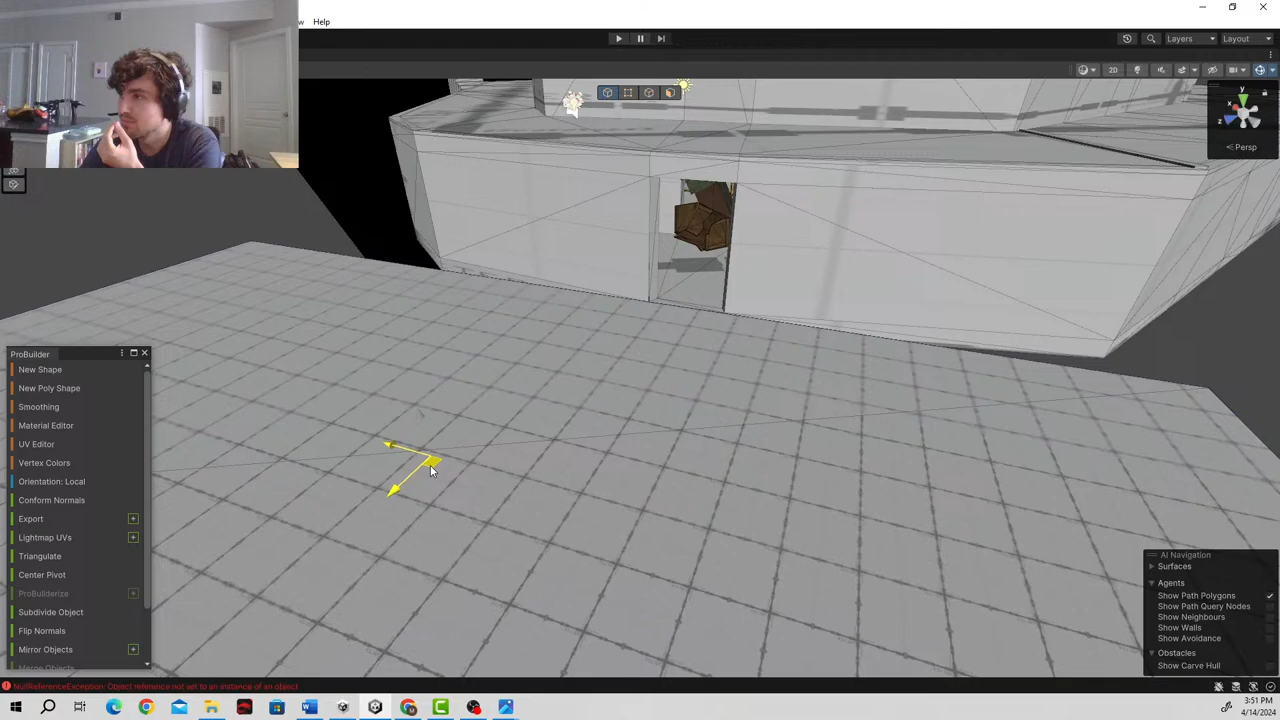 Help
Layers
Layout
2D
y
x
z
Persp
ProBuilder
New Shape
New Poly Shape
Smoothing
Material Editor
UV Editor
Vertex Colors
Orientation: Local
Conform Normals
Export
Lightmap UVs
Triangulate
Center Pivot
ProBuilderize
Subdivide Object
Flip Normals
Mirror Objects
Merge Objects
AI Navigation
Surfaces
Agents
Show Path Polygons
Show Path Query Nodes
Show Neighbours
Show Walls
Show Avoidance
Obstacles
Show Carve Hull
NullReferenceException: Object reference not set to an instance of an object
3:51 PM
4/14/2024